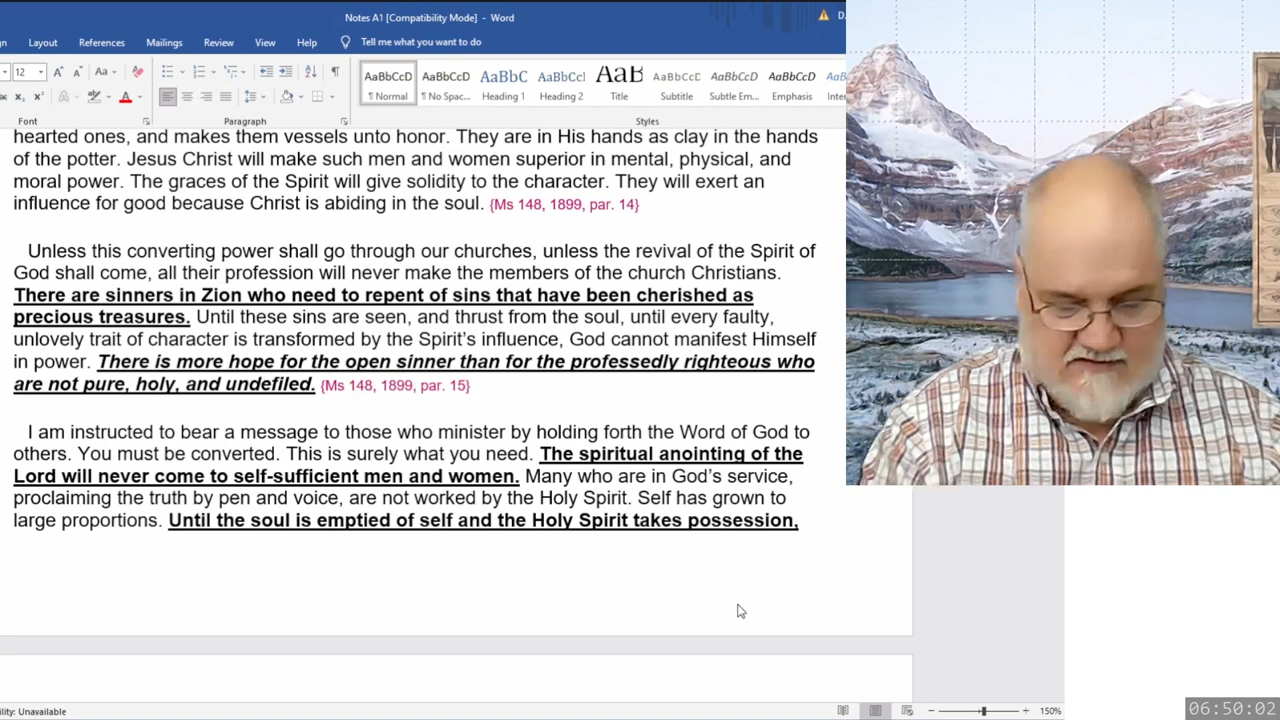 Notes A1 [Compatibility Mode] - Word
D.
Layout References Mailings Review View Help Tell me what you want to do
12 Aa
AaBbCcD AaBbCcD AaBbC AaBbCcI AaB AaBbCcD AaBbCcD AaBbCcD AaB
¶ Normal ¶ No Spac... Heading 1 Heading 2 Title Subtitle Subtle Em... Emphasis
Font Paragraph Styles
hearted ones, and makes them vessels unto honor. They are in His hands as clay in the hands
of the potter. Jesus Christ will make such men and women superior in mental, physical, and
moral power. The graces of the Spirit will give solidity to the character. They will exert an
influence for good because Christ is abiding in the soul. {Ms 148, 1899, par. 14}
Unless this converting power shall go through our churches, unless the revival of the Spirit of
God shall come, all their profession will never make the members of the church Christians.
There are sinners in Zion who need to repent of sins that have been cherished as
precious treasures. Until these sins are seen, and thrust from the soul, until every faulty,
unlovely trait of character is transformed by the Spirit's influence, God cannot manifest Himself
in power. There is more hope for the open sinner than for the professedly righteous who
are not pure, holy, and undefiled. {Ms 148, 1899, par. 15}
I am instructed to bear a message to those who minister by holding forth the Word of God to
others. You must be converted. This is surely what you need. The spiritual anointing of the
Lord will never come to self-sufficient men and women. Many who are in God's service,
proclaiming the truth by pen and voice, are not worked by the Holy Spirit. Self has grown to
large proportions. Until the soul is emptied of self and the Holy Spirit takes possession,
ility: Unavailable
150%
06:50:02